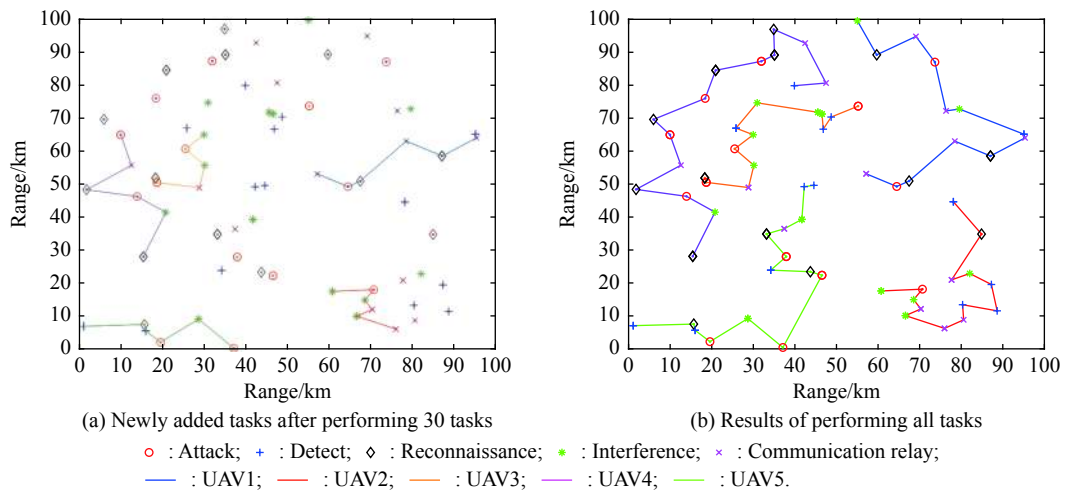 100
90
80
70
60
50
40
30
20
10
0
Range/km
0 10 20 30 40 50 60 70 80 90 100
Range/km
(a) Newly added tasks after performing 30 tasks
100
90
80
70
60
50
40
30
20
10
0
Range/km
0 10 20 30 40 50 60 70 80 90 100
Range/km
(b) Results of performing all tasks
: Attack; : Detect; : Reconnaissance; : Interference; : Communication relay;
: UAV1; : UAV2; : UAV3; : UAV4; : UAV5.